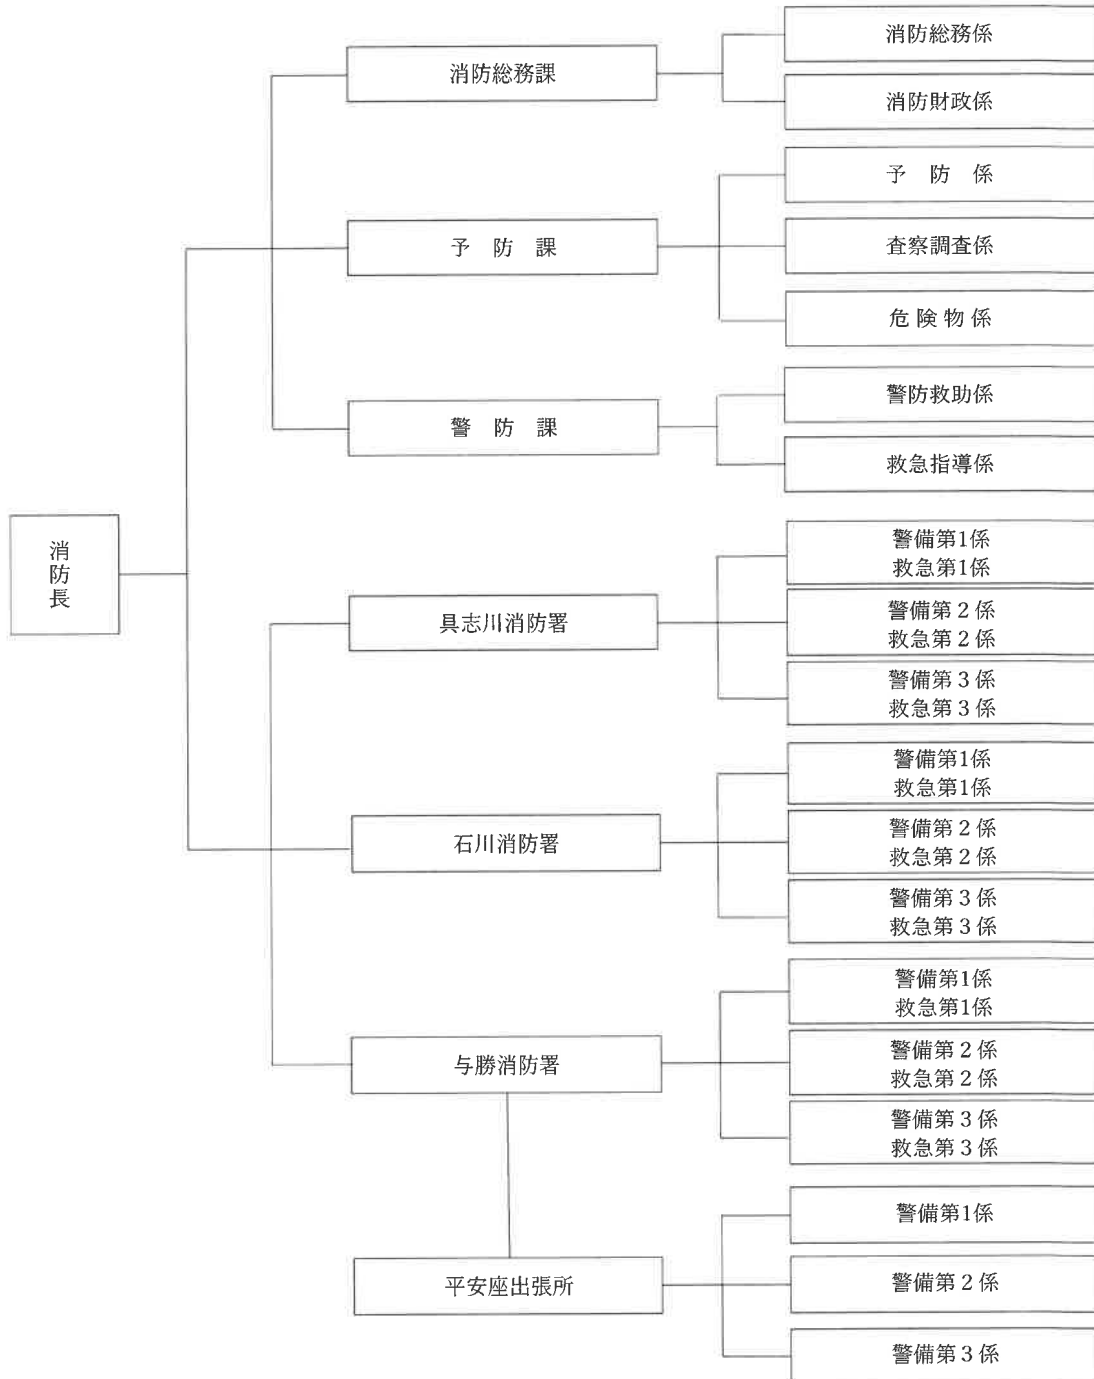 消防長
消防総務課
消防総務係
消防財政係
予防課
予防係
査察調査係
危険物係
警防課
警防救助係
救急指導係
具志川消防署
警備第1係
救急第1係
警備第2係
救急第2係
警備第3係
救急第3係
石川消防署
警備第1係
救急第1係
警備第2係
救急第2係
警備第3係
救急第3係
与勝消防署
警備第1係
救急第1係
警備第2係
救急第2係
警備第3係
救急第3係
平安座出張所
警備第1係
警備第2係
警備第3係